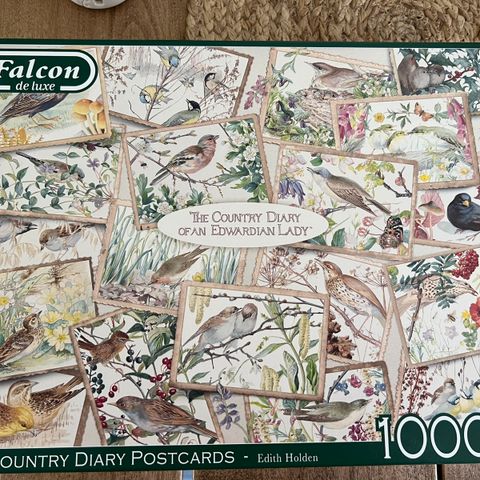 Falcon
de luxe
"THE COUNTRY DIARY
OF AN EDWARDIAN LADY"
OUNTRY DIARY POSTCARDS - Edith Holden
1000